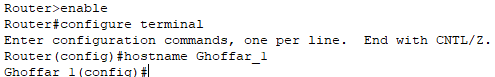 Router>enable
Router#configure terminal
Enter configuration commands, one per line.  End with CNTL/Z.
Router(config)#hostname Ghoffar_1
Ghoffar_1(config)#